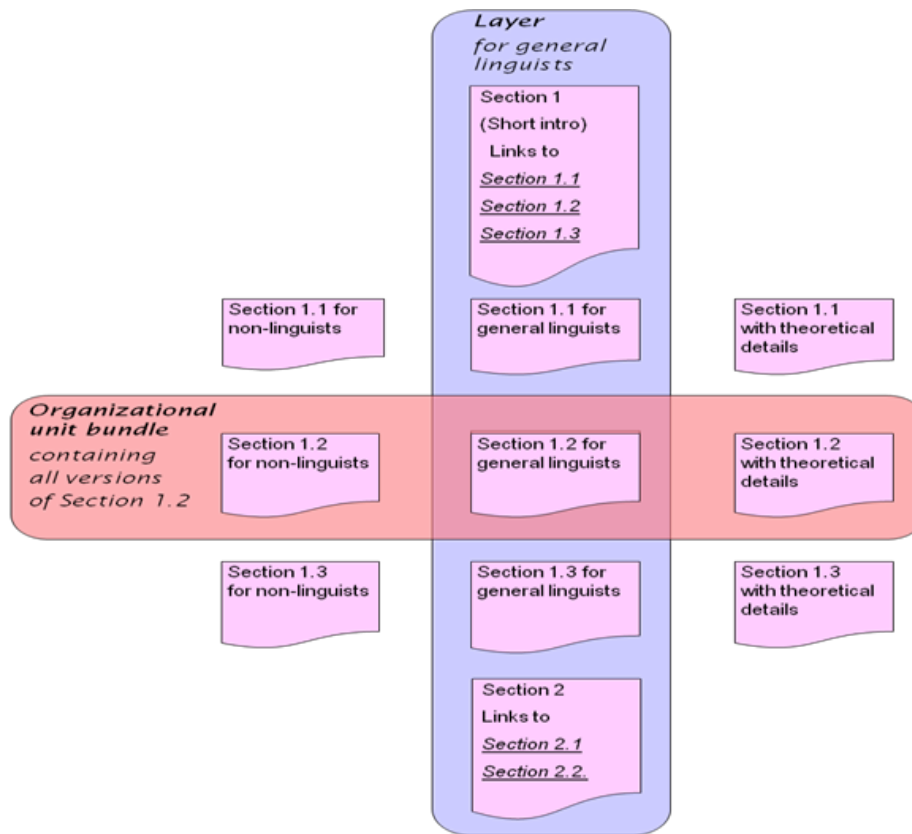 Layer
for general
linguists
Section 1
(Short intro)
Links to
Section 1.1
Section 1.2
Section 1.3
Section 1.1 for
non-linguists
Section 1.1 for
general linguists
Section 1.1
with theoretical
details
Organizational
unit bundle
containing
all versions
of Section 1.2
Section 1.2
for non-linguists
Section 1.2 for
general linguists
Section 1.2
with theoretical
details
Section 1.3
for non-linguists
Section 1.3 for
general linguists
Section 1.3
with theoretical
details
Section 2
Links to
Section 2.1
Section 2.2.